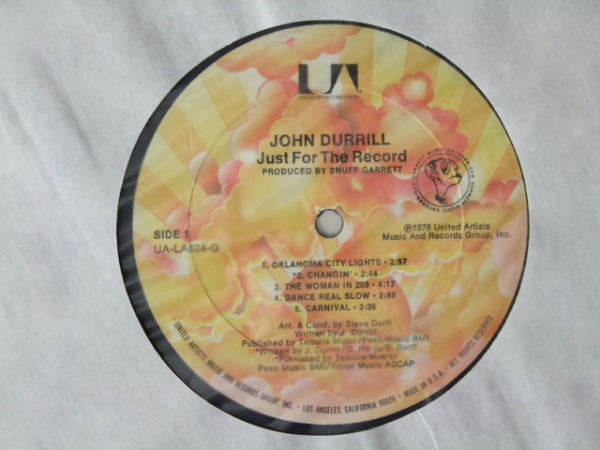 UA
UNITED ARTISTS RECORDS
JOHN DURRILL
Just For The Record
PRODUCED BY SNUFF GARRETT
SIDE 1
UA-LA824-G
℗1978 United Artists
Music And Records Group, Inc.
1. OKLAHOMA CITY LIGHTS • 2:57
*2. CHANGIN' • 2:44
3. THE WOMAN IN 209 • 4:17
4. DANCE REAL SLOW • 2:49
5. CARNIVAL • 3:36
Arr. & Cond. by Steve Dorff
Written by J. Durrill
Published by Tequila Music/Peso Music BMI
*Written by J. Durrill/ S. Dorff
*Published by Tequila Music/
Peso Music BMI/Senor Music ASCAP
• UNITED ARTISTS MUSIC AND RECORDS GROUP, INC. • LOS ANGELES, CALIFORNIA 90028 • MADE IN U.S.A. • ALL RIGHTS RESERVED •